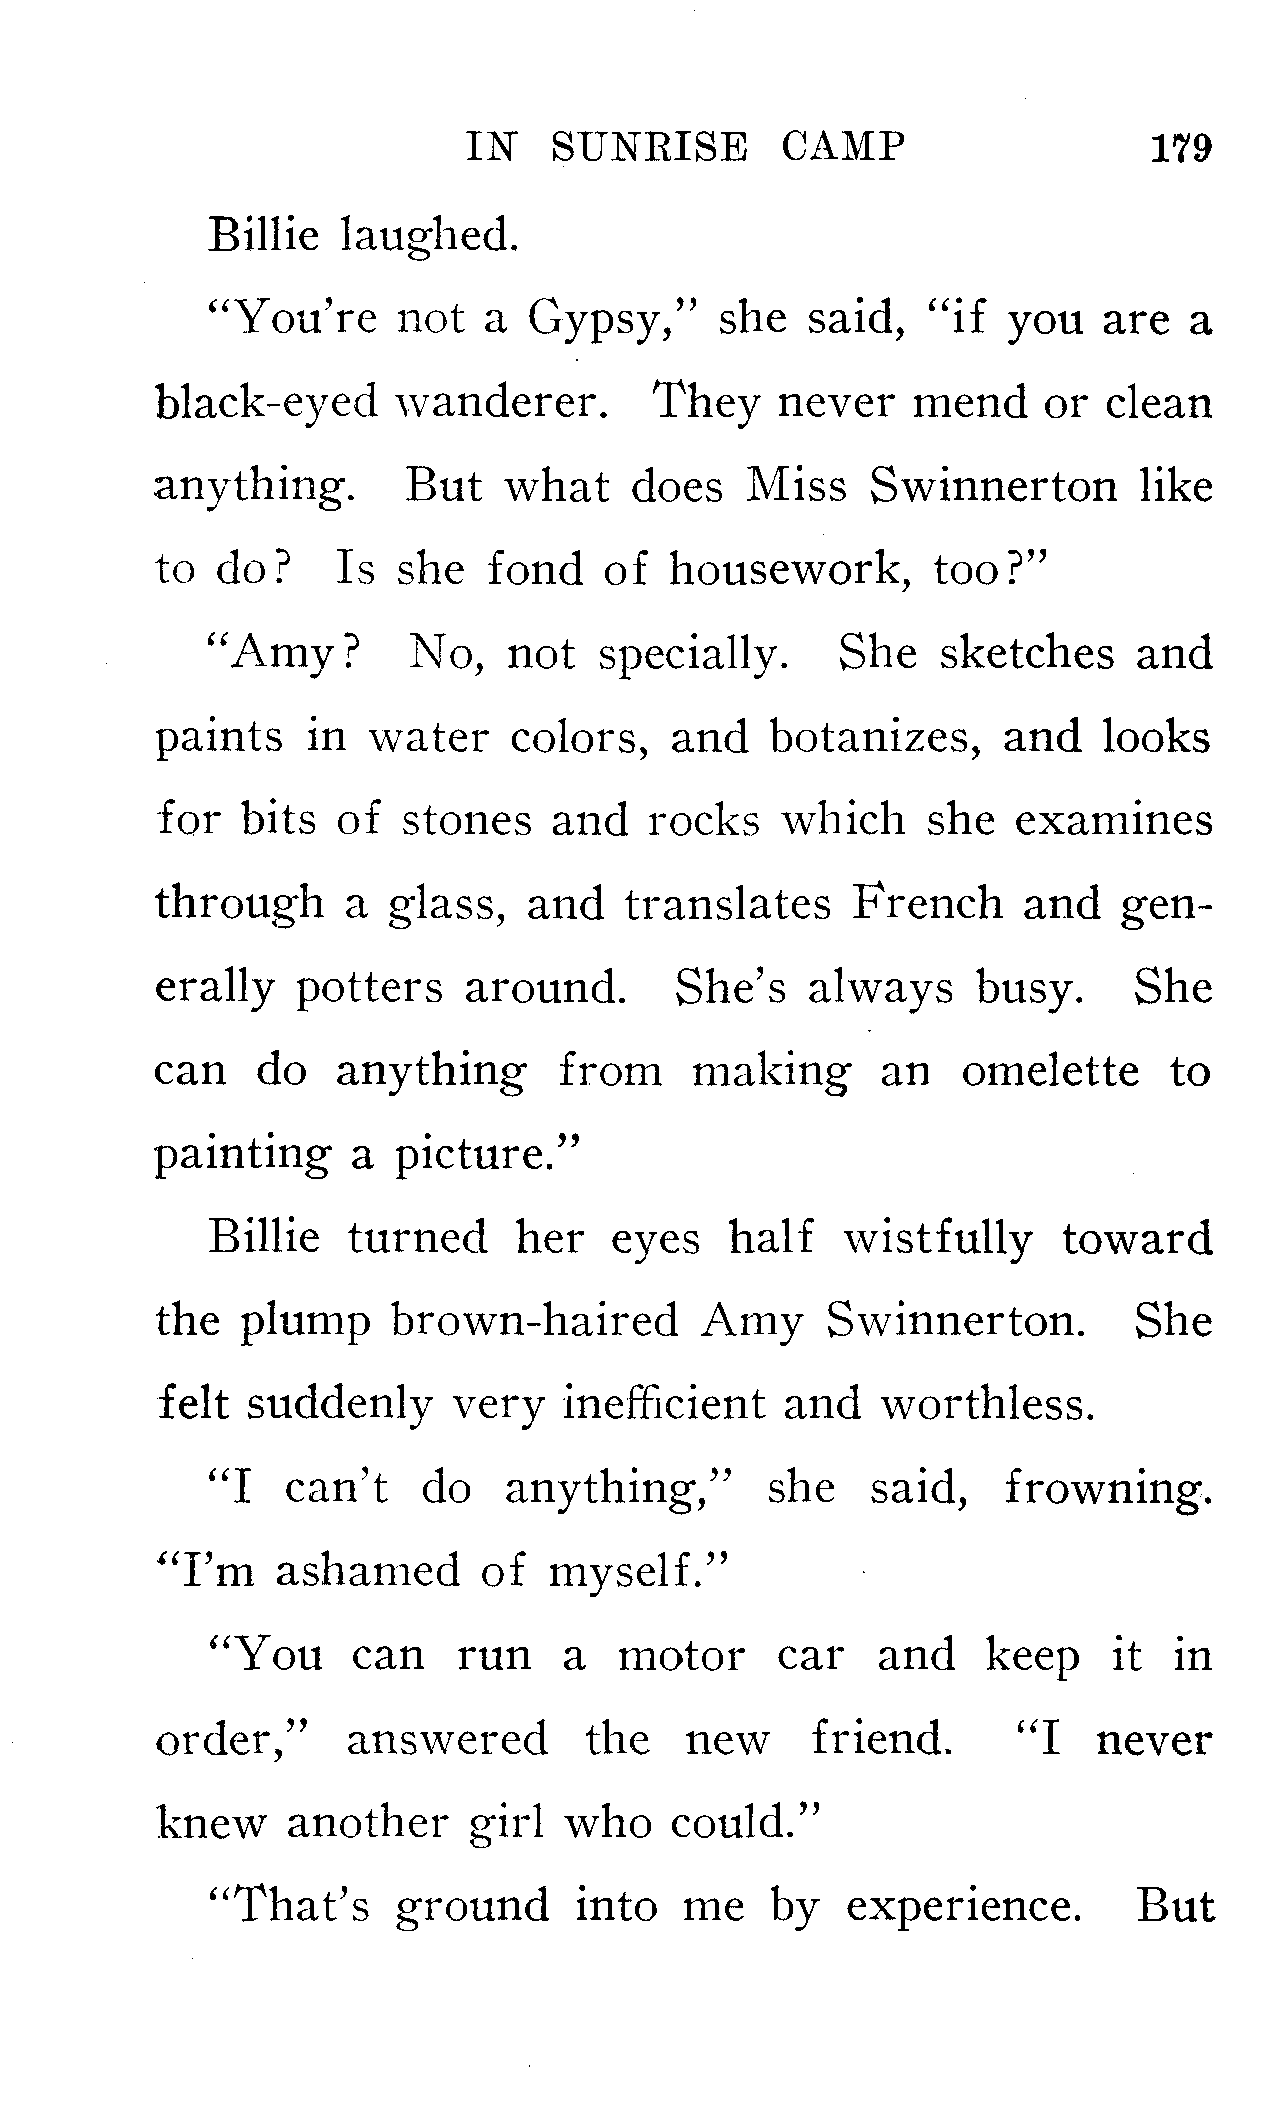 IN SUNRISE CAMP 179
Billie laughed.
"You're not a Gypsy," she said, "if you are a
black-eyed wanderer. They never mend or clean
anything. But what does Miss Swinnerton like
to do? Is she fond of housework, too?"
"Amy? No, not specially. She sketches and
paints in water colors, and botanizes, and looks
for bits of stones and rocks which she examines
through a glass, and translates French and gen-
erally potters around. She's always busy. She
can do anything from making an omelette to
painting a picture."
Billie turned her eyes half wistfully toward
the plump brown-haired Amy Swinnerton. She
felt suddenly very inefficient and worthless.
"I can't do anything," she said, frowning.
"I'm ashamed of myself."
"You can run a motor car and keep it in
order," answered the new friend. "I never
knew another girl who could."
"That's ground into me by experience. But